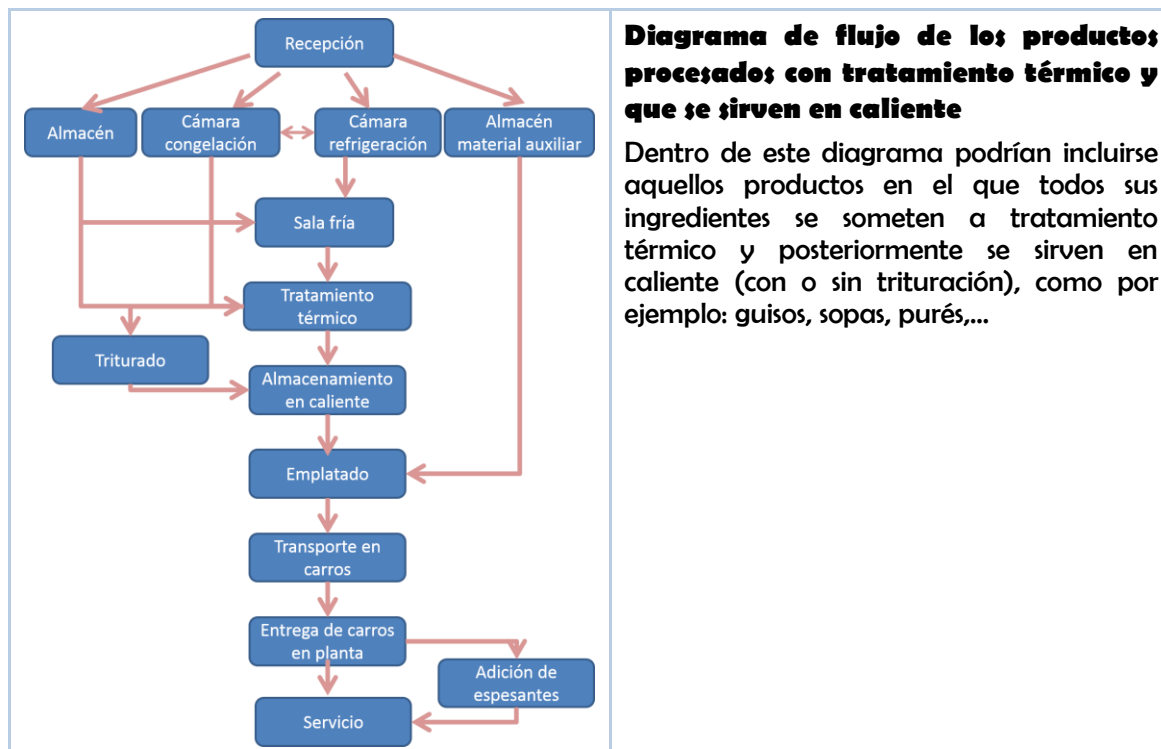 Recepción
Almacén
Cámara
congelación
Cámara
refrigeración
Almacén
material auxiliar
Sala fría
Tratamiento
térmico
Triturado
Almacenamiento
en caliente
Emplatado
Transporte en
carros
Entrega de carros
en planta
Adición de
espesantes
Servicio
Diagrama de flujo de los productos
procesados con tratamiento térmico y
que se sirven en caliente
Dentro de este diagrama podrían incluirse
aquellos productos en el que todos sus
ingredientes se someten a tratamiento
térmico y posteriormente se sirven en
caliente (con o sin trituración), como por
ejemplo: guisos, sopas, purés,...